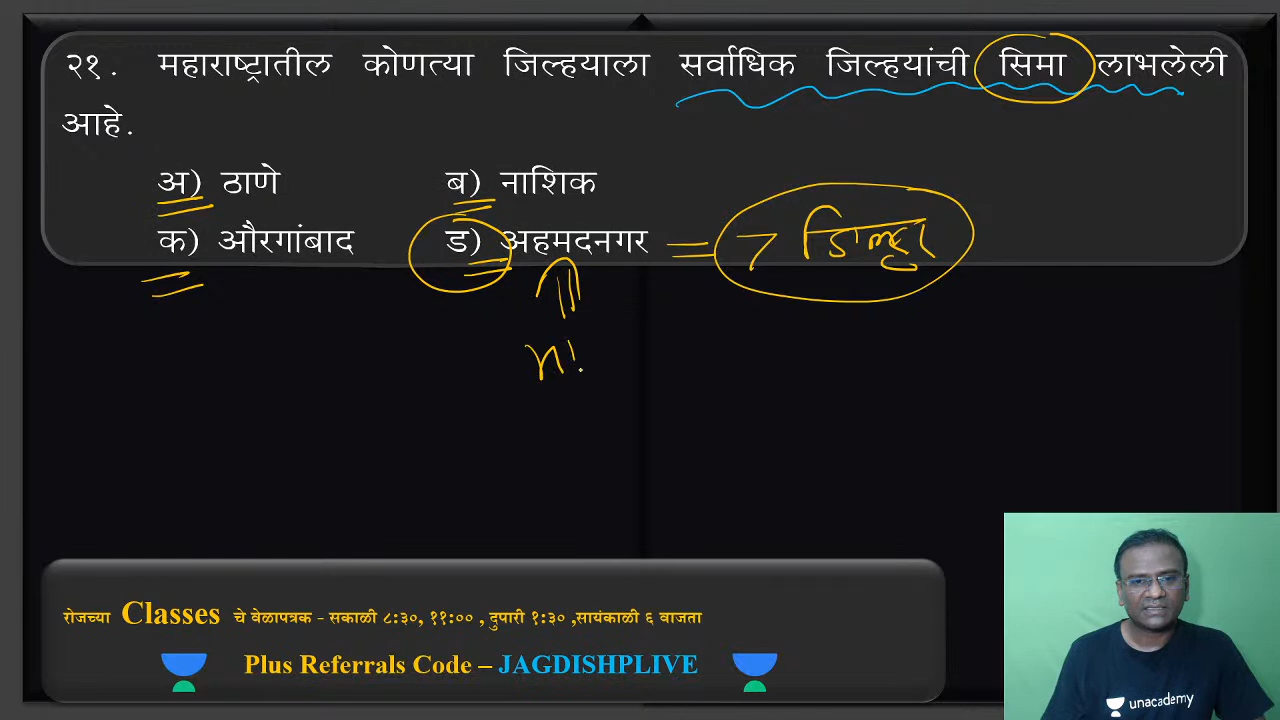 २१. महाराष्ट्रातील कोणत्या जिल्हयाला सर्वाधिक जिल्हयांची सिमा लाभलेली
आहे.
अ) ठाणे ब) नाशिक
क) औरगांबाद ड) अहमदनगर = 7 जिल्हा
रोजच्या Classes चे वेळापत्रक - सकाळी ८:३०, ११:०० , दुपारी १:३० ,सायंकाळी ६ वाजता
Plus Referrals Code – JAGDISHPLIVE
unacademy